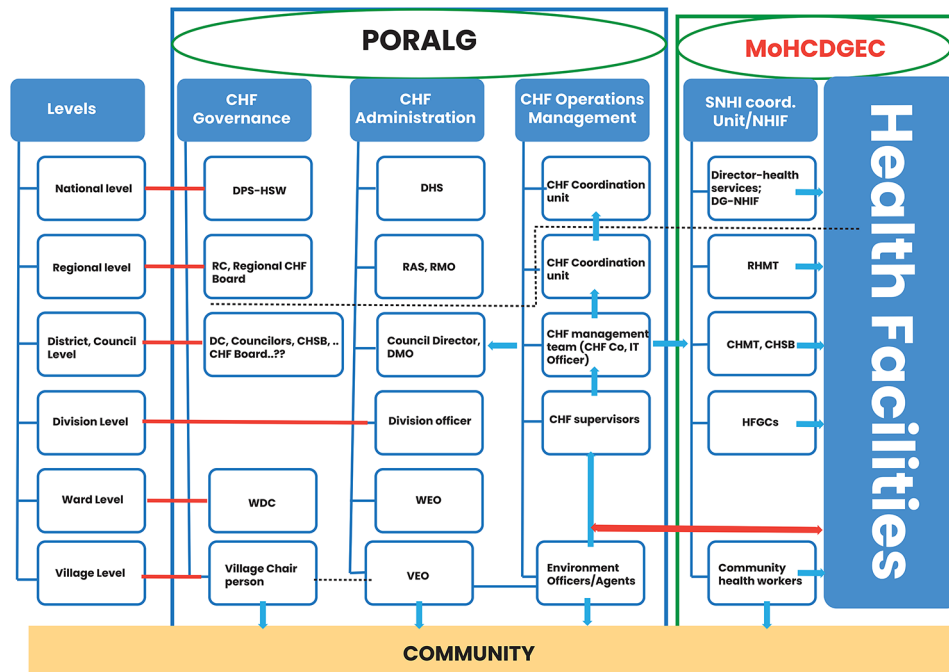 PORALG
MoHCDGEC
Levels
CHF
Governance
CHF
Administration
CHF Operations
Management
SNHI coord.
Unit/NHIF
Health Facilities
National level
DPS-HSW
DHS
CHF Coordination
unit
Director-health
services;
DG-NHIF
Regional level
RC, Regional CHF
Board
RAS, RMO
CHF Coordination
unit
RHMT
District, Council
Level
DC, Councilors, CHSB, ..
CHF Board..??
Council Director,
DMO
CHF management
team (CHF Co, IT
Officer)
CHMT, CHSB
Division Level
Division officer
CHF supervisors
HFGCs
Ward Level
WDC
WEO
Village Level
Village Chair
person
VEO
Environment
Officers/Agents
Community
health workers
COMMUNITY